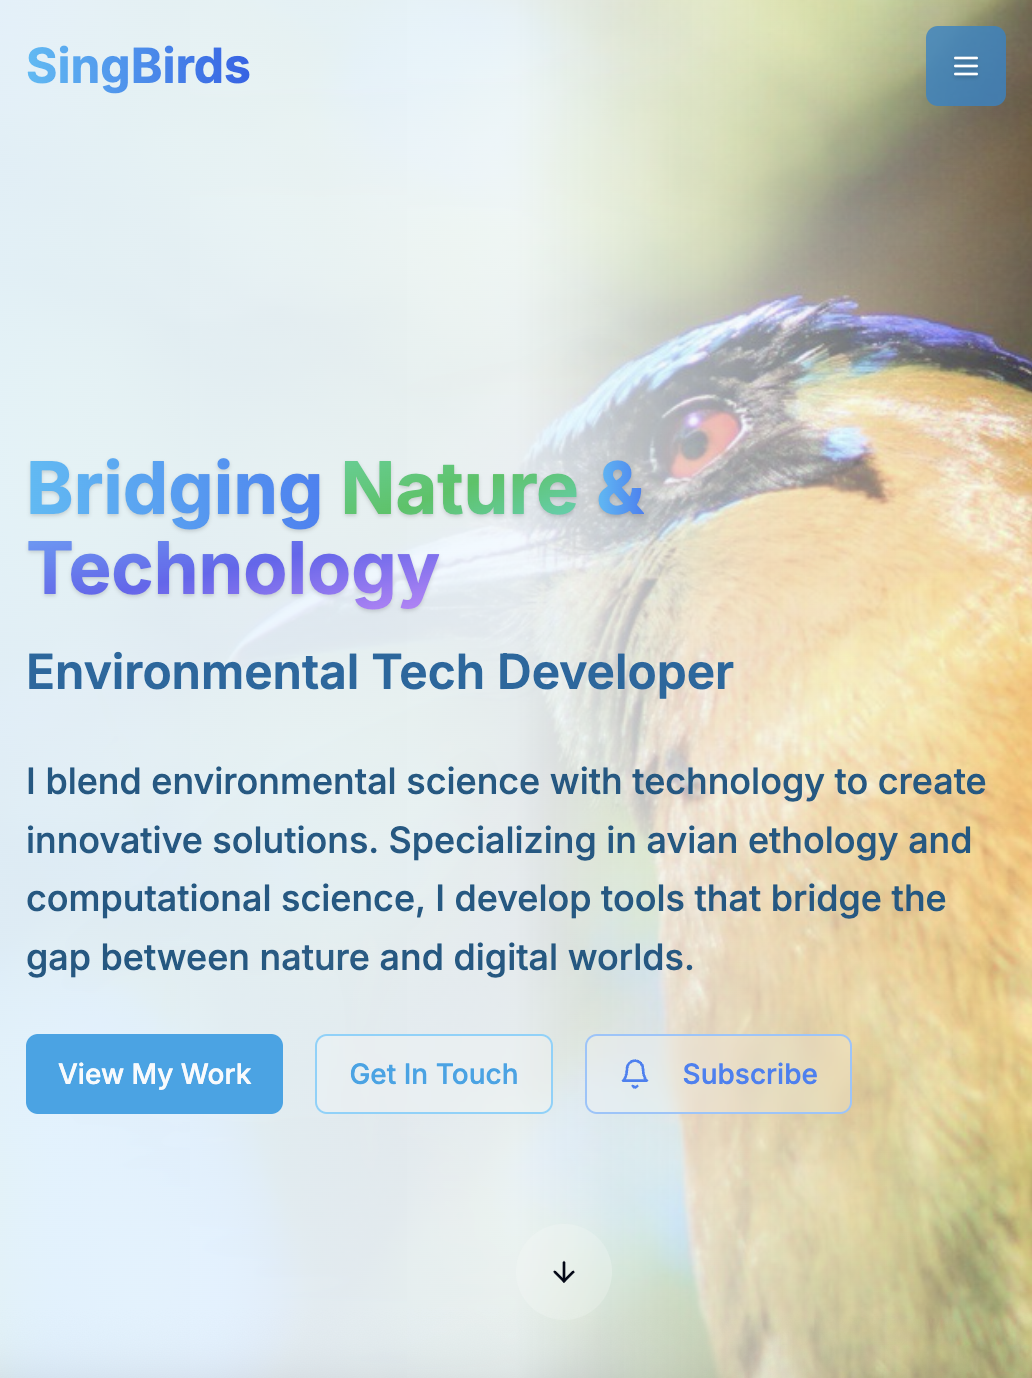 SingBirds
Bridging Nature &
Technology
Environmental Tech Developer
I blend environmental science with technology to create
innovative solutions. Specializing in avian ethology and
computational science, I develop tools that bridge the
gap between nature and digital worlds.
View My Work
Get In Touch
Subscribe